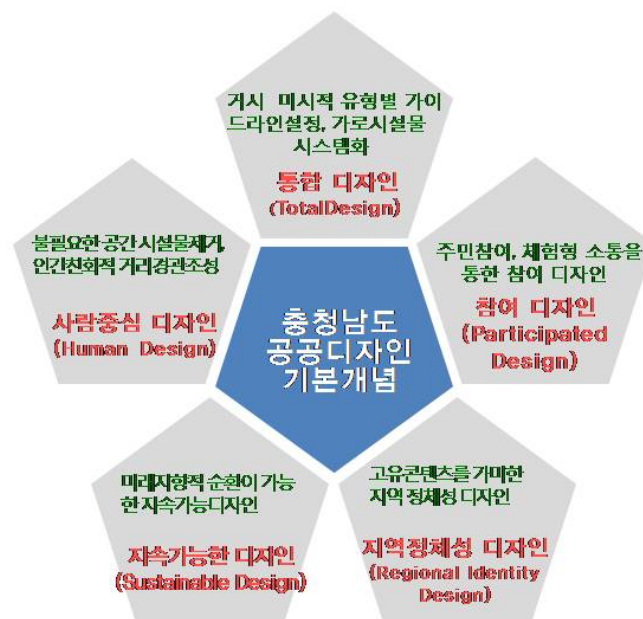 거시 미시적 유형별 가이
드라인설정, 가로시설물
시스템화
통합 디자인
(TotalDesign)
불필요한 공간 시설물제거,
인간친화적 거리경관조성
사람중심 디자인
(Human Design)
주민참여, 체험형 소통을
통한 참여 디자인
참여 디자인
(Participated
Design)
충청남도
공공디자인
기본개념
미래지향적 순환이 가능
한 지속가능디자인
지속가능한 디자인
(Sustainable Design)
고유콘텐츠를 가미한
지역 정체성 디자인
지역정체성 디자인
(Regional Identity
Design)